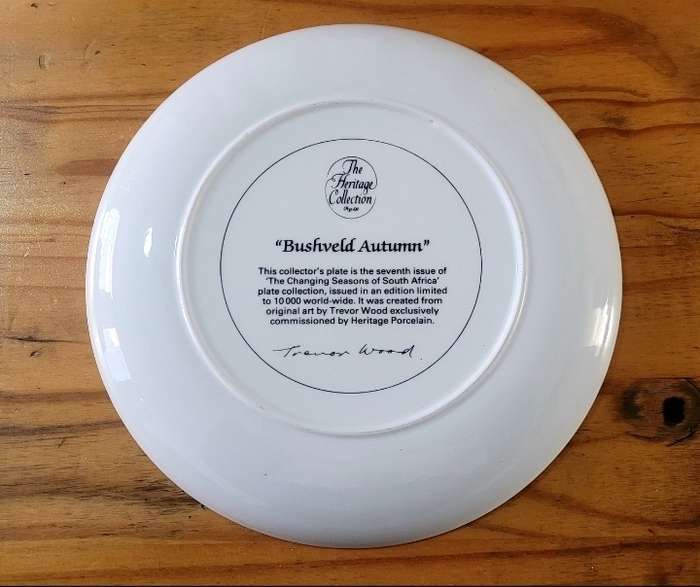 The
Heritage
Collection
(Pty) Ltd
“Bushveld Autumn”
This collector's plate is the seventh issue of
'The Changing Seasons of South Africa'
plate collection, issued in an edition limited
to 10 000 world-wide. It was created from
original art by Trevor Wood exclusively
commissioned by Heritage Porcelain.
Trevor Wood.